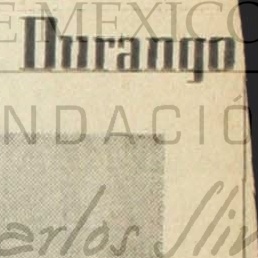 E MEXICO
Durango
NDACIÓ
arlos Sli